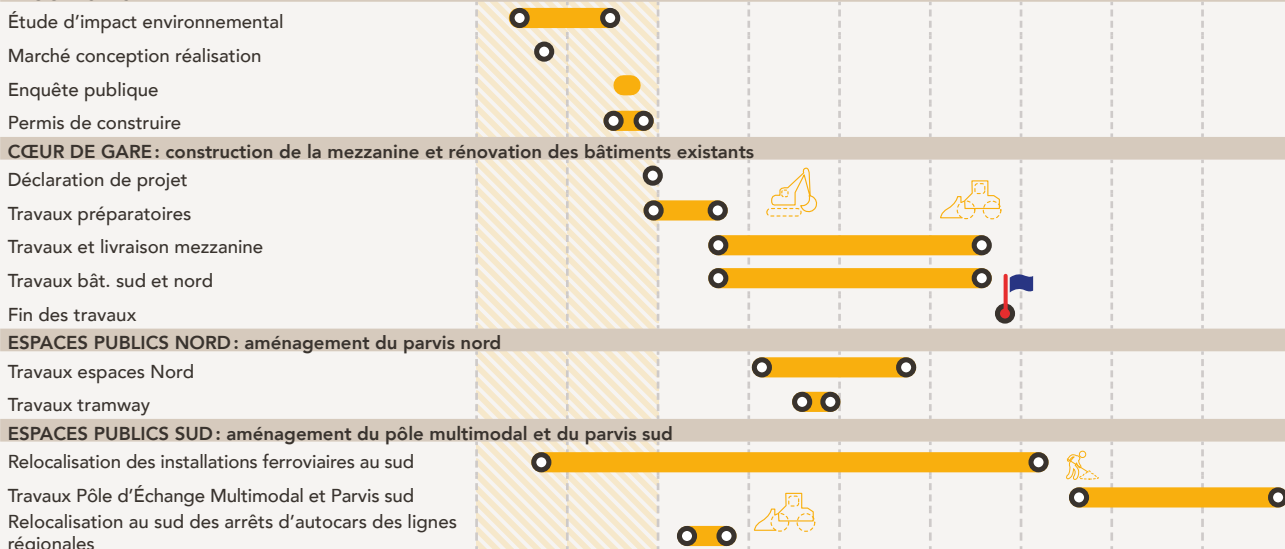 Étude d’impact environnemental
Marché conception réalisation
Enquête publique
Permis de construire
CŒUR DE GARE : construction de la mezzanine et rénovation des bâtiments existants
Déclaration de projet
Travaux préparatoires
Travaux et livraison mezzanine
Travaux bât. sud et nord
Fin des travaux
ESPACES PUBLICS NORD : aménagement du parvis nord
Travaux espaces Nord
Travaux tramway
ESPACES PUBLICS SUD : aménagement du pôle multimodal et du parvis sud
Relocalisation des installations ferroviaires au sud
Travaux Pôle d’Échange Multimodal et Parvis sud
Relocalisation au sud des arrêts d’autocars des lignes
régionales